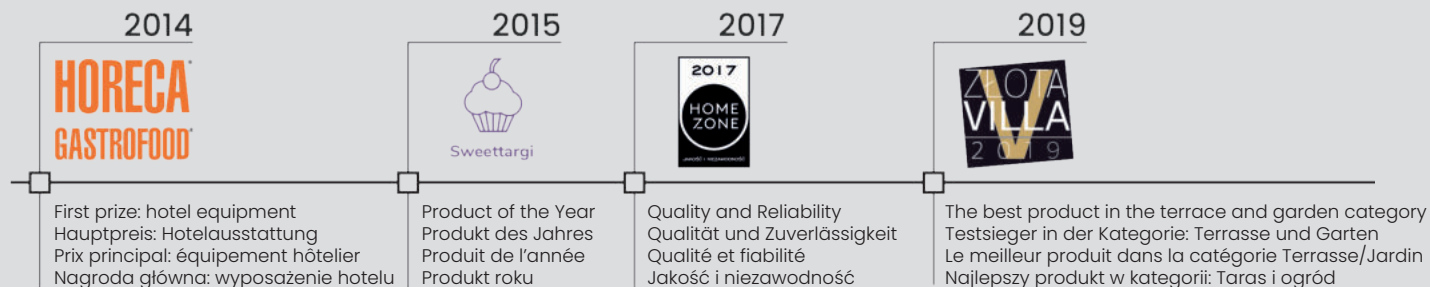 2014
HORECA
GASTROFOOD
First prize: hotel equipment
Hauptpreis: Hotelausstattung
Prix principal: équipement hôtelier
Nagroda główna: wyposażenie hotelu
2015
Sweettargi
Product of the Year
Produkt des Jahres
Produit de l'année
Produkt roku
2017
2017
HOME
ZONE
JAKOŚĆ I NIEZAWODNOŚĆ
Quality and Reliability
Qualität und Zuverlässigkeit
Qualité et fiabilité
Jakość i niezawodność
2019
ZŁOTA
VILLA
2019
The best product in the terrace and garden category
Testsieger in der Kategorie: Terrasse und Garten
Le meilleur produit dans la catégorie Terrasse/Jardin
Najlepszy produkt w kategorii: Taras i ogród